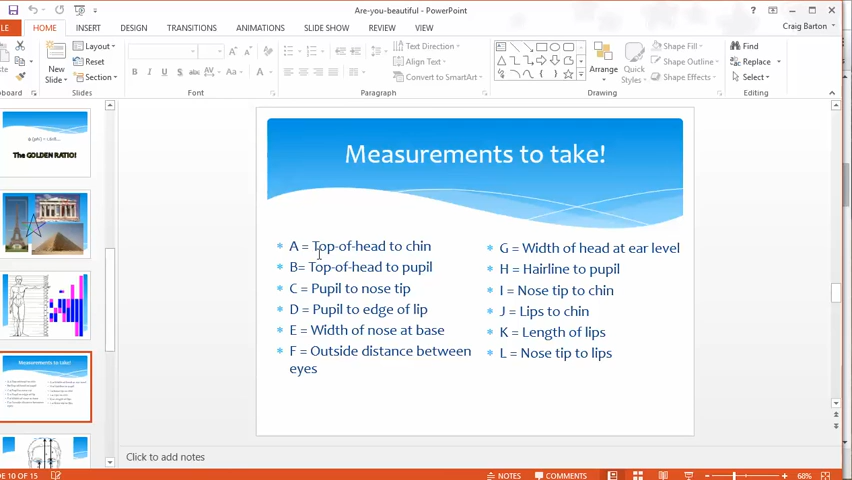 Are-you-beautiful - PowerPoint
HOME INSERT DESIGN TRANSITIONS ANIMATIONS SLIDE SHOW REVIEW VIEW
Craig Barton
Layout
Reset
Section
New
Slide
Slides
Font
Text Direction
Align Text
Convert to SmartArt
Paragraph
Arrange
Quick
Styles
Shape Fill
Shape Outline
Shape Effects
Drawing
Find
Replace
Select
Editing
The GOLDEN RATIO!
Measurements to take!
Measurements to take!
A = Top-of-head to chin
B= Top-of-head to pupil
C = Pupil to nose tip
D = Pupil to edge of lip
E = Width of nose at base
F = Outside distance between
eyes
G = Width of head at ear level
H = Hairline to pupil
I = Nose tip to chin
J = Lips to chin
K = Length of lips
L = Nose tip to lips
Click to add notes
DE 10 OF 15
NOTES
COMMENTS
68%